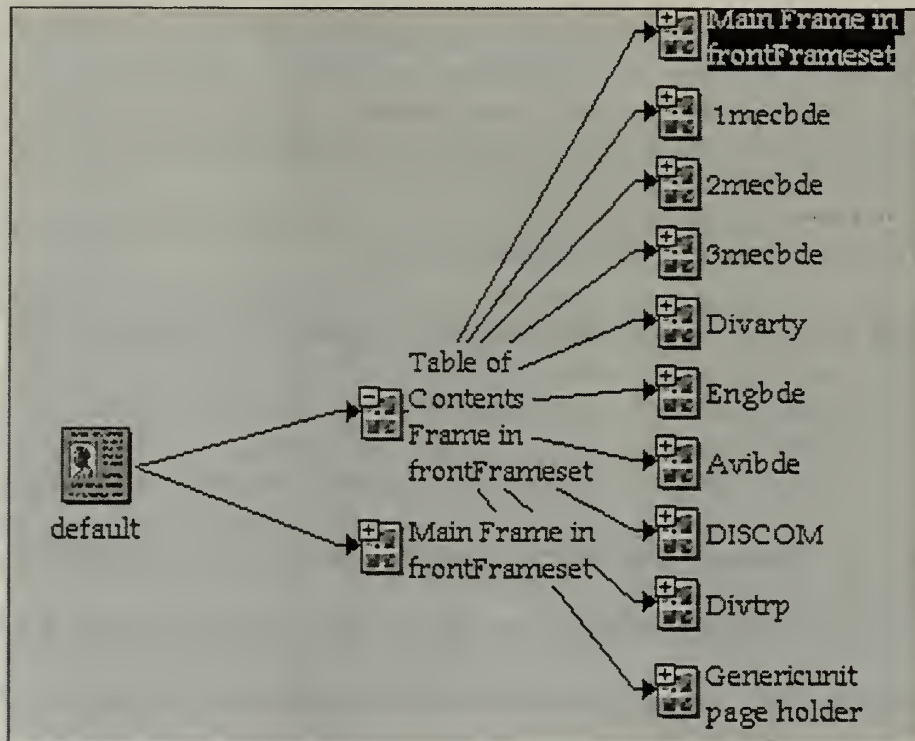 Main Frame in
frontFrameset
1mecbde
2mecbde
3mecbde
Divarty
Table of
Contents
Frame in
frontFrameset
Engbde
Avibde
default
Main Frame in
frontFrameset
DISCOM
Divtrp
Genericunit
page holder